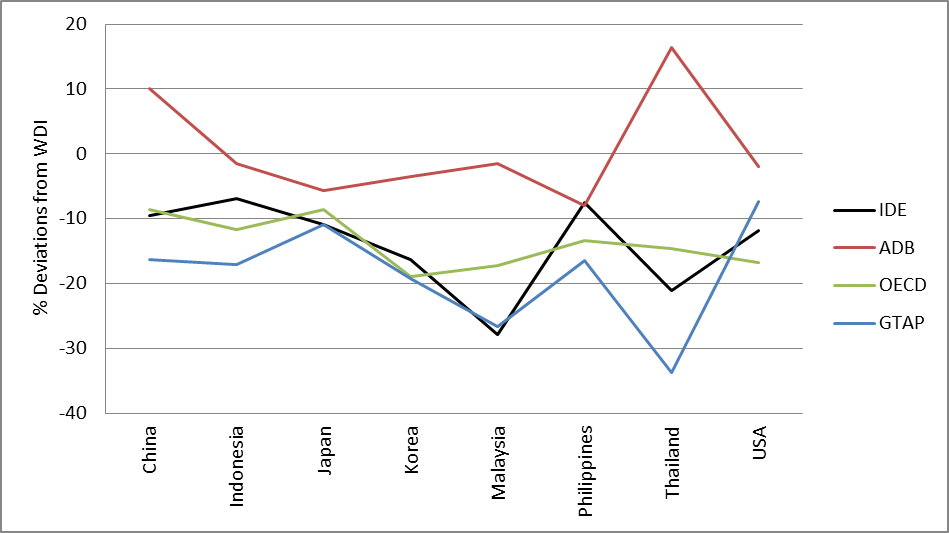 20
10
0
-10
-20
-30
-40
% Deviations from WDI
China
Indonesia
Japan
Korea
Malaysia
Philippines
Thailand
USA
IDE
ADB
OECD
GTAP